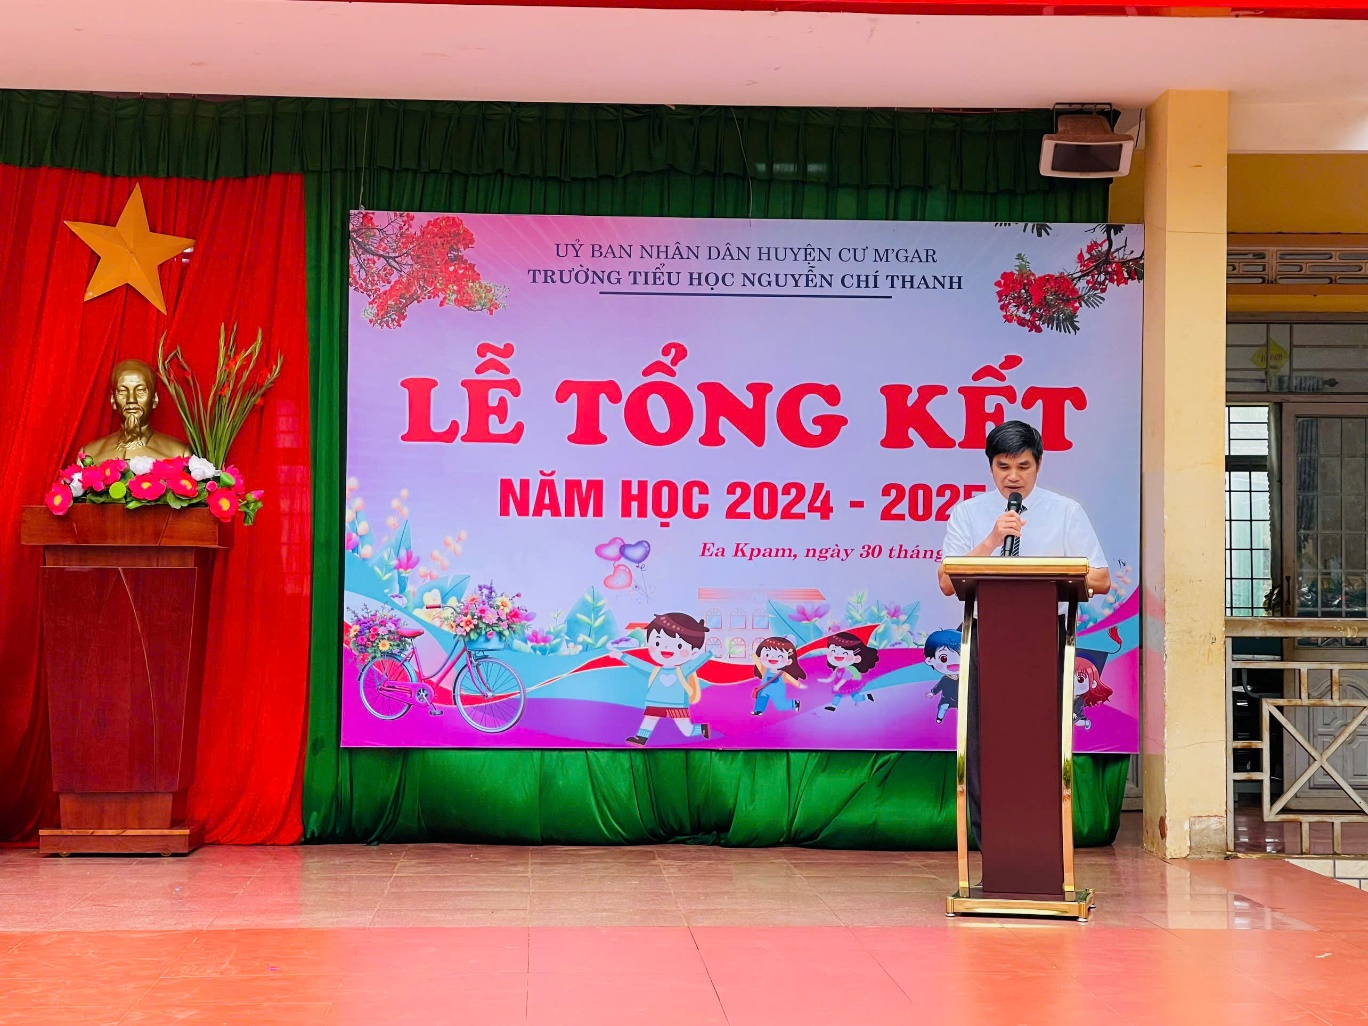 UỶ BAN NHÂN DÂN HUYỆN CƯ M'GAR
TRƯỜNG TIỂU HỌC NGUYỄN CHÍ THANH
LỄ TỔNG KẾT
NĂM HỌC 2024 - 2025
Ea Kpam, ngày 30 tháng